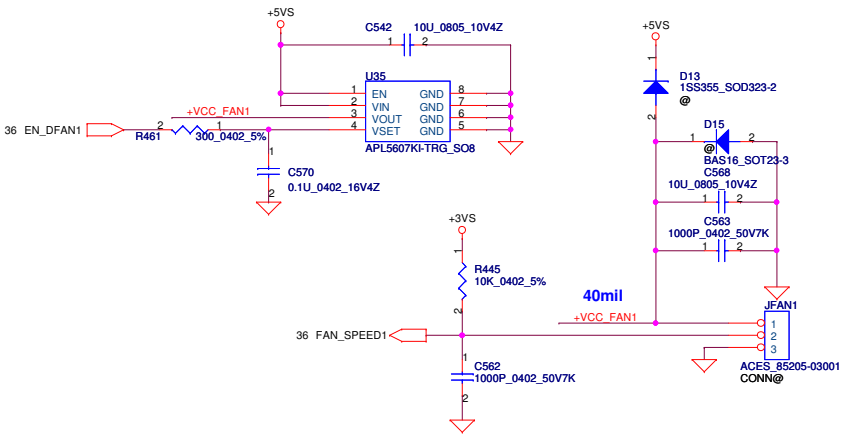 +5VS
C542 10U_0805_10V4Z
1 2
U35
1 EN GND 8
2 VIN GND 7
+VCC_FAN1
3 VOUT GND 6
4 VSET GND 5
APL5607KI-TRG_SO8
36 EN_DFAN1
2 1
R461 300_0402_5%
1
C570
0.1U_0402_16V4Z
2
+5VS
1
D13
1SS355_SOD323-2
@
2
D15
1 2
@
BAS16_SOT23-3
C568
10U_0805_10V4Z
1 2
C563
1000P_0402_50V7K
1 2
+3VS
1
R445
10K_0402_5%
2
40mil
+VCC_FAN1
JFAN1
1
2
3
ACES_85205-03001
CONN@
36 FAN_SPEED1
1
C562
1000P_0402_50V7K
2